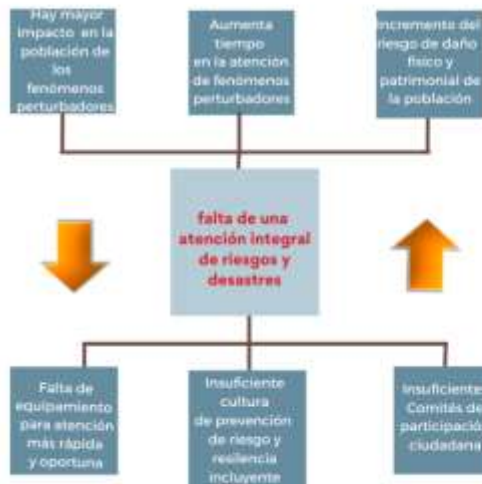 Hay mayor
impacto en la
población de
los
fenómenos
perturbadores
Aumenta
tiempo
en la atención
de fenómenos
perturbadores
Incremento del
riesgo de daño
físico y
patrimonial de
la población
falta de una
atención integral
de riesgos y
desastres
Falta de
equipamiento
para atención
más rápida
y oportuna
Insuficiente
cultura
de prevención
de riesgo y
resilencia
incluyente
Insuficiente
Comités de
participación
ciudadana